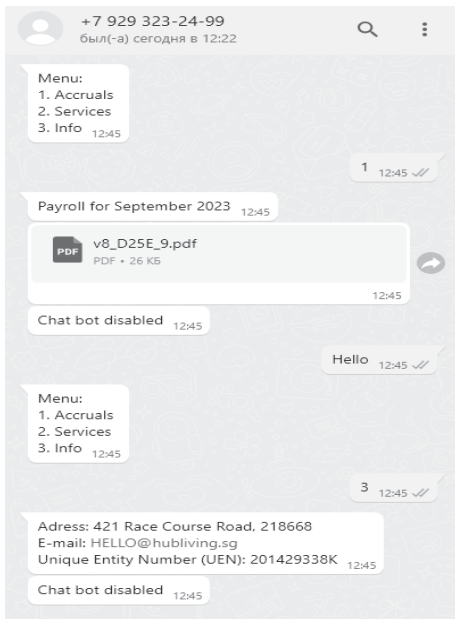 +7 929 323-24-99
был(-а) сегодня в 12:22
Menu:
1. Accruals
2. Services
3. Info 12:45
1 12:45
Payroll for September 2023 12:45
PDF
v8_D25E_9.pdf
PDF • 26 КБ
12:45
Chat bot disabled 12:45
Hello 12:45
Menu:
1. Accruals
2. Services
3. Info 12:45
3 12:45
Adress: 421 Race Course Road, 218668
E-mail: HELLO@hubliving.sg
Unique Entity Number (UEN): 201429338K 12:45
Chat bot disabled 12:45